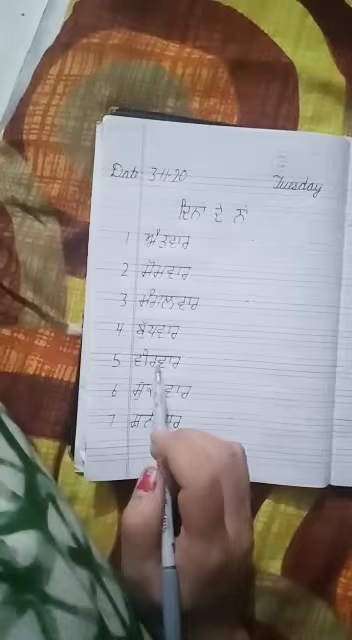 Date 3-11-20
Tuesday
ਦਿਨਾਂ ਦੇ ਨਾਂ
1 ਐਤਵਾਰ
2 ਸੋਮਵਾਰ
3 ਮੰਗਲਵਾਰ
4 ਬੁੱਧਵਾਰ
5 ਵੀਰਵਾਰ
6
7